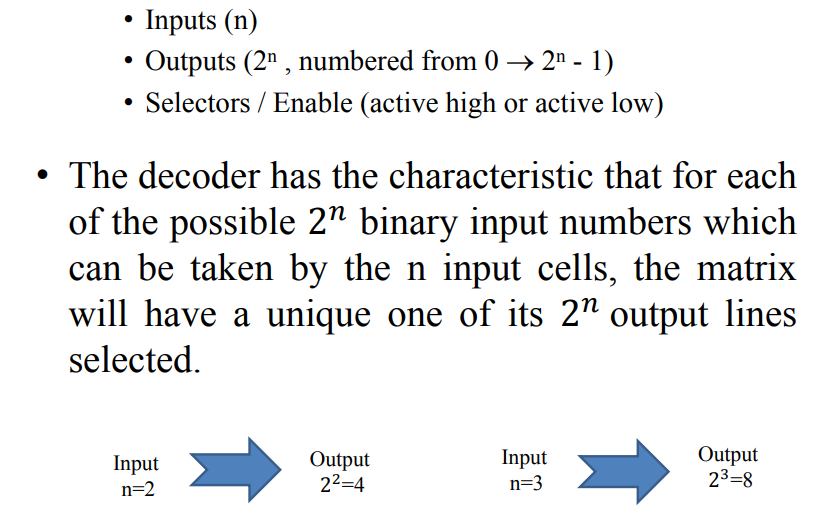 • Inputs (n)
• Outputs (2ⁿ , numbered from 0 → 2ⁿ - 1)
• Selectors / Enable (active high or active low)
• The decoder has the characteristic that for each
of the possible 2ⁿ binary input numbers which
can be taken by the n input cells, the matrix
will have a unique one of its 2ⁿ output lines
selected.
Input
n=2
Output
2²=4
Input
n=3
Output
2³=8